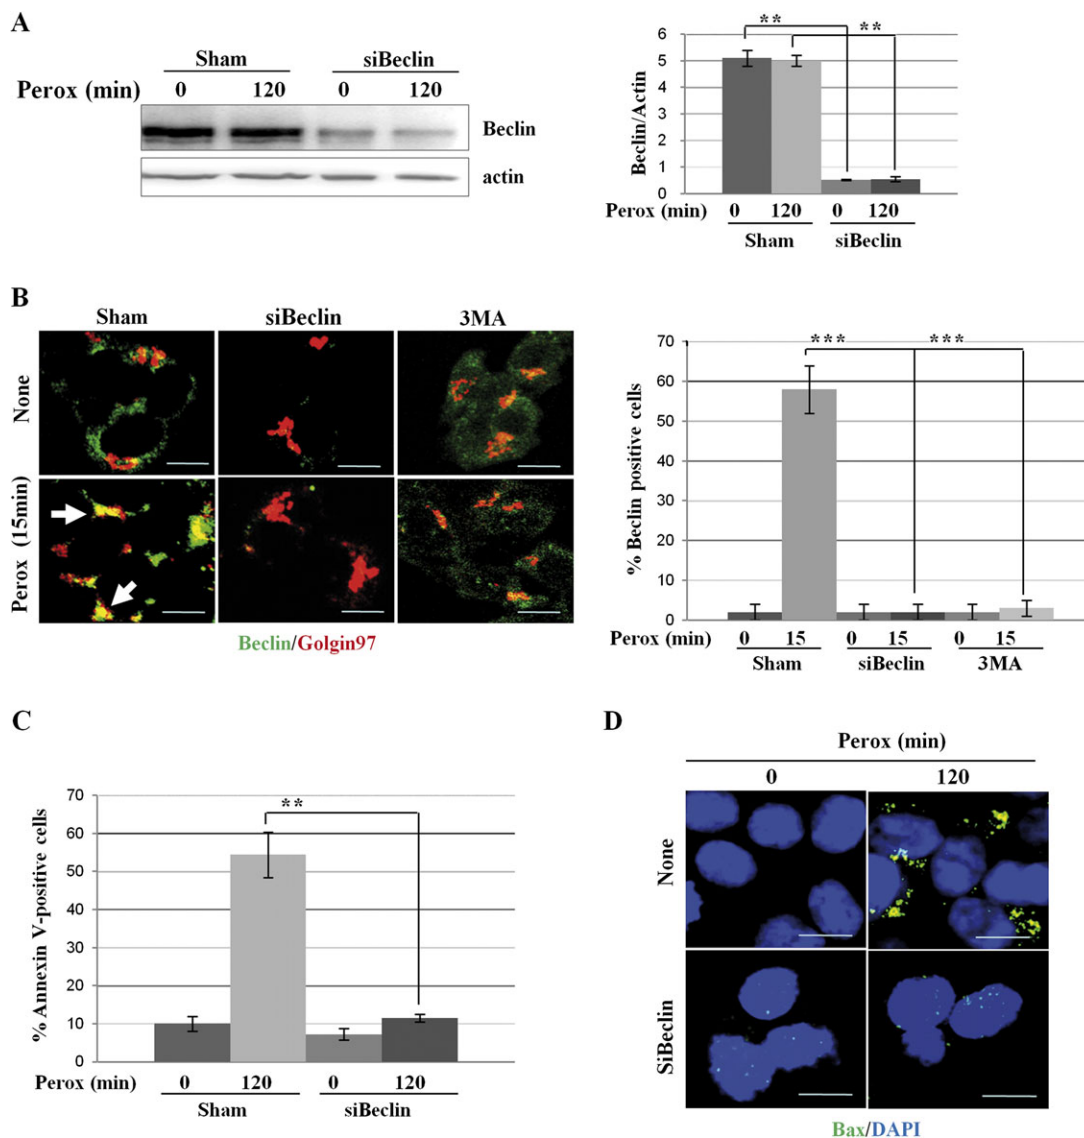 A
Sham siBeclin
Perox (min) 0 120 0 120
Beclin
actin
** **
6
5
4
3
2
1
0
Beclin/Actin
Perox (min) 0 120 0 120
Sham siBeclin
B
Sham siBeclin 3MA
None
Perox (15min)
Beclin/Golgin97
*** ***
70
60
50
40
30
20
10
0
% Beclin positive cells
Perox (min) 0 15 0 15 0 15
Sham siBeclin 3MA
C
**
70
60
50
40
30
20
10
0
% Annexin V-positive cells
Perox (min) 0 120 0 120
Sham siBeclin
D
Perox (min)
0 120
None
SiBeclin
Bax/DAPI